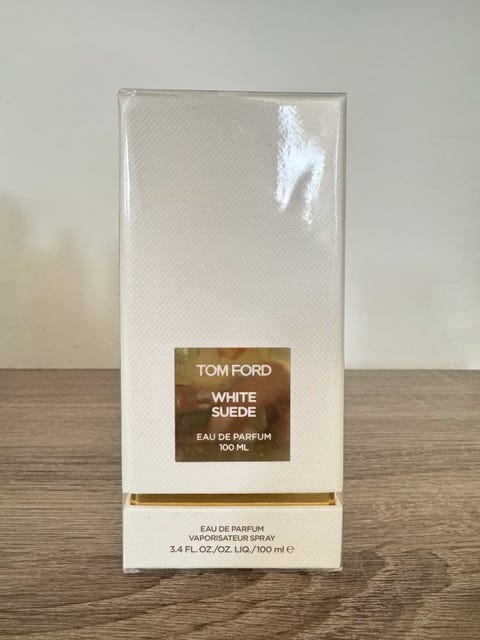 TOM FORD
WHITE
SUEDE
EAU DE PARFUM
100 ML
EAU DE PARFUM
VAPORISATEUR SPRAY
3.4 FL. OZ./OZ. LIQ./100 ml ℮